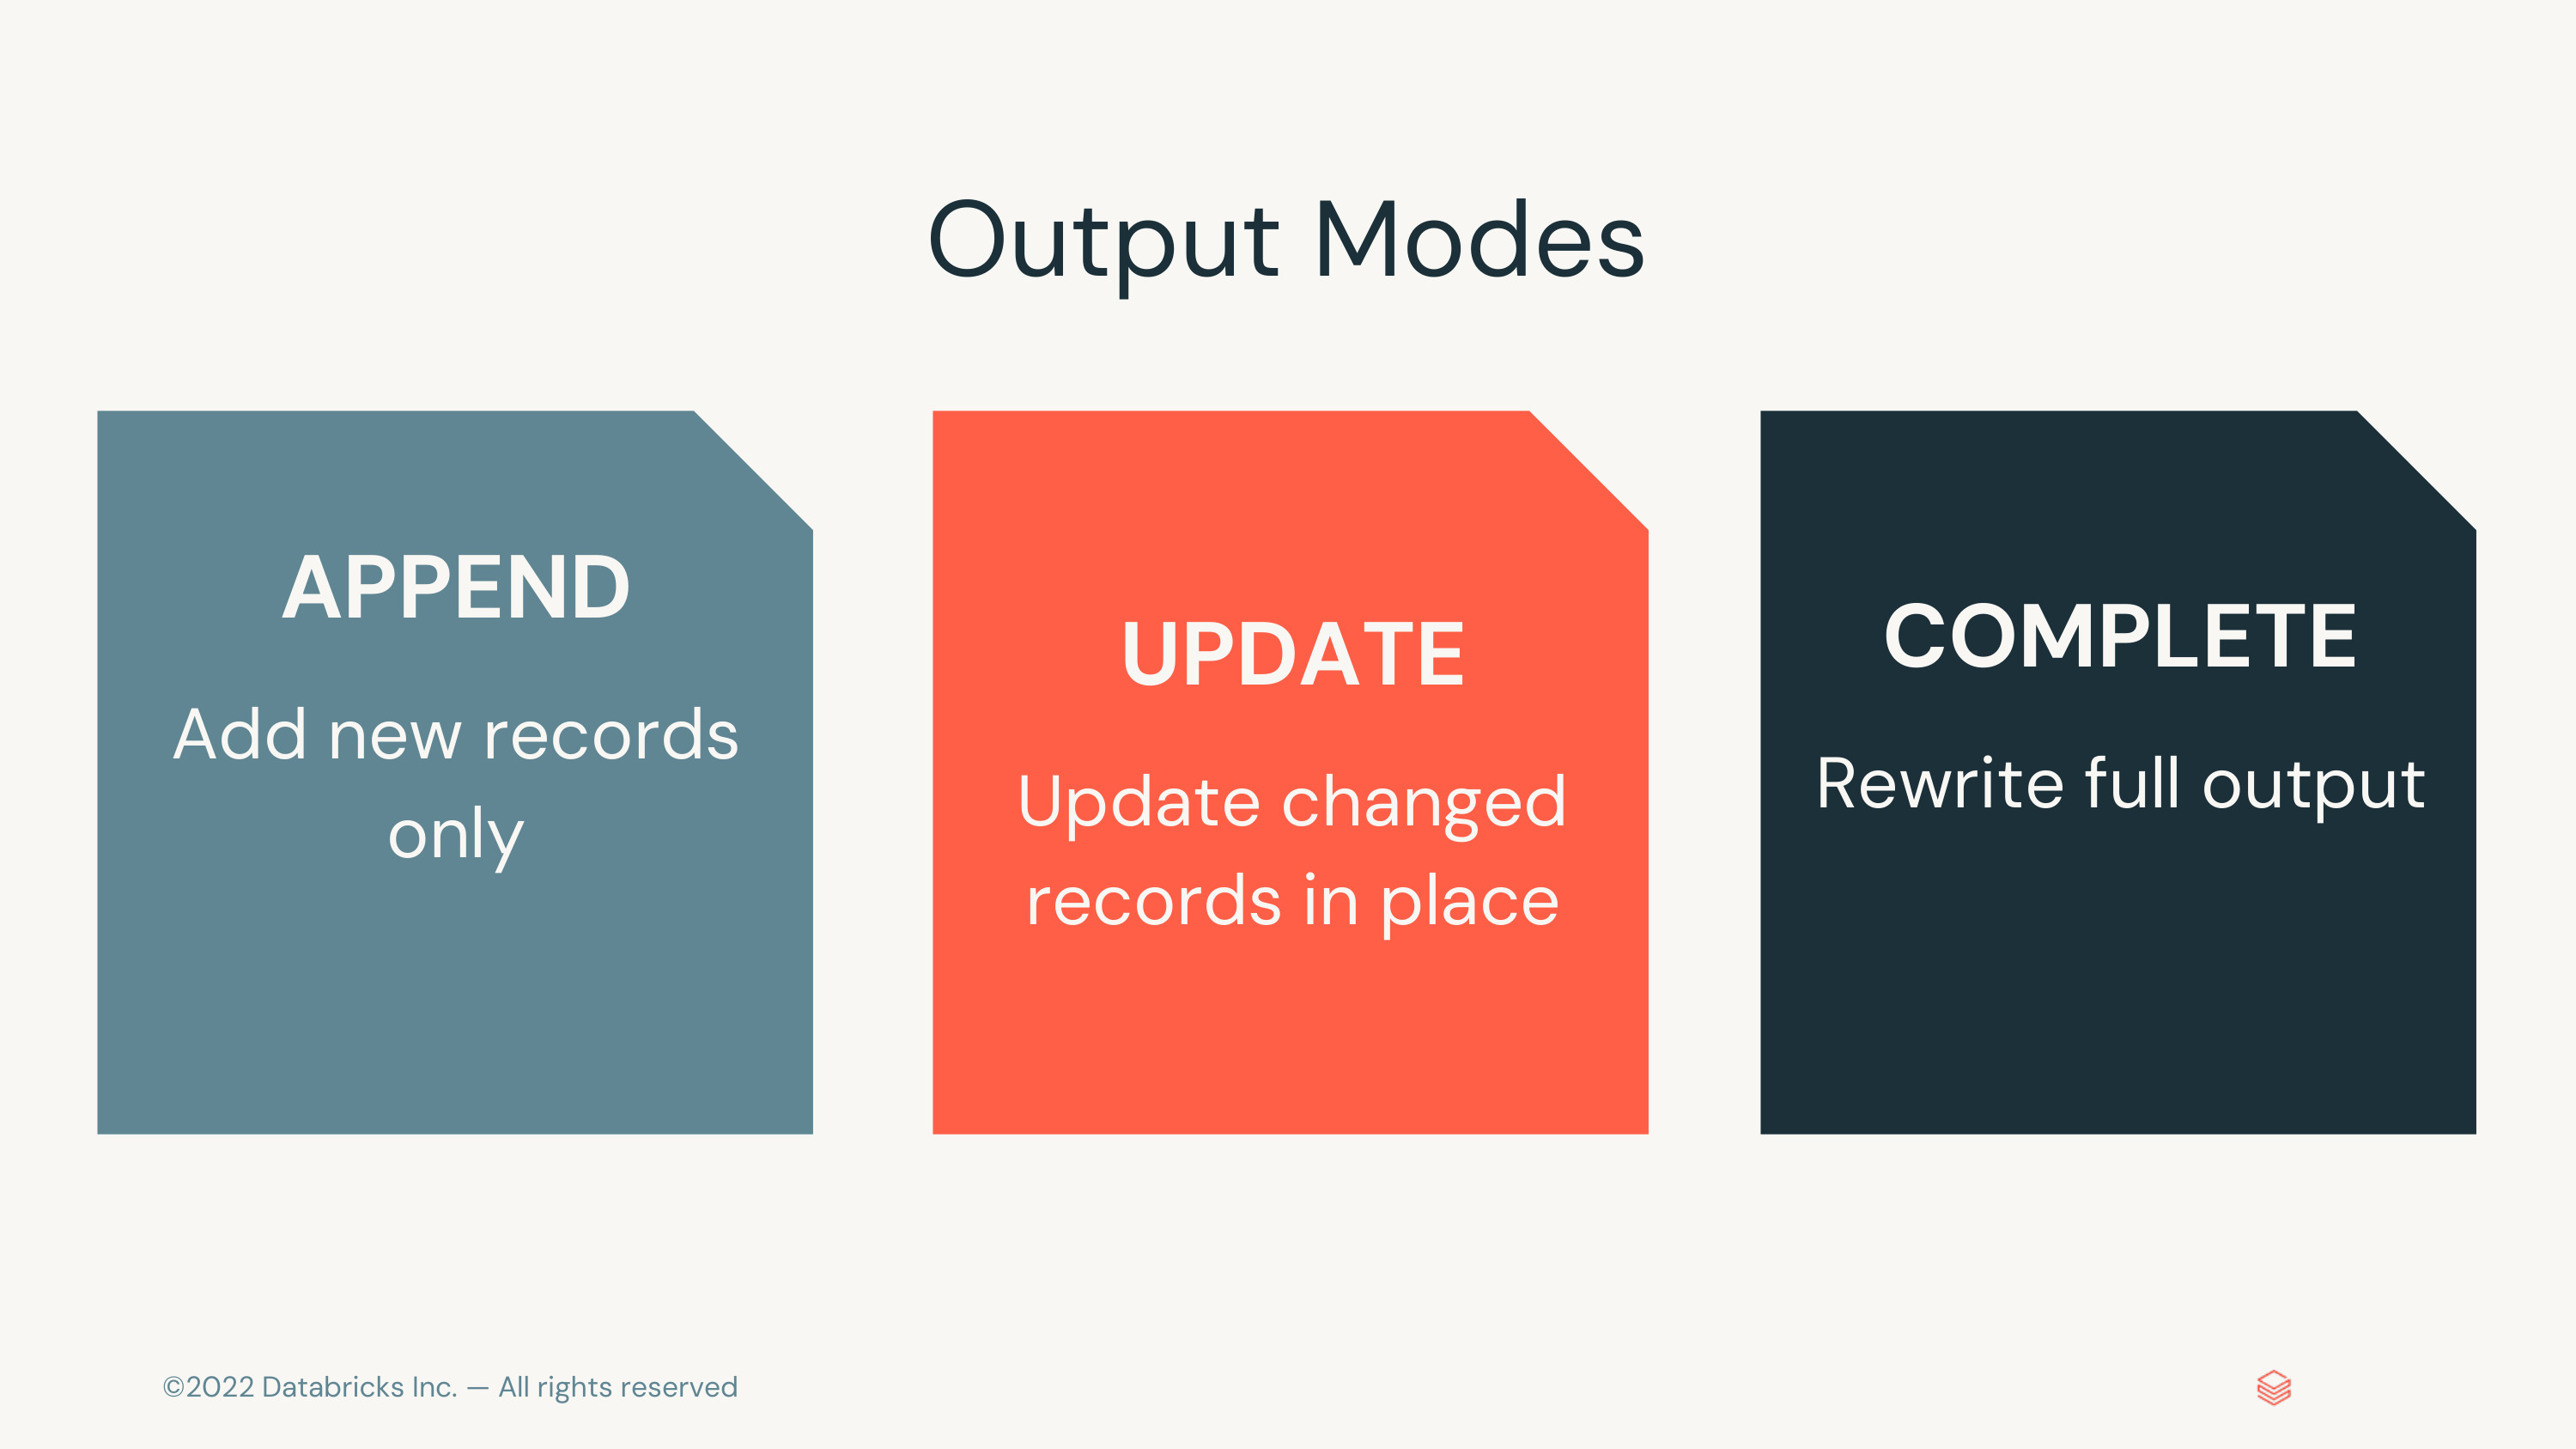 Output Modes
APPEND
Add new records
only
UPDATE
Update changed
records in place
COMPLETE
Rewrite full output
©2022 Databricks Inc. — All rights reserved